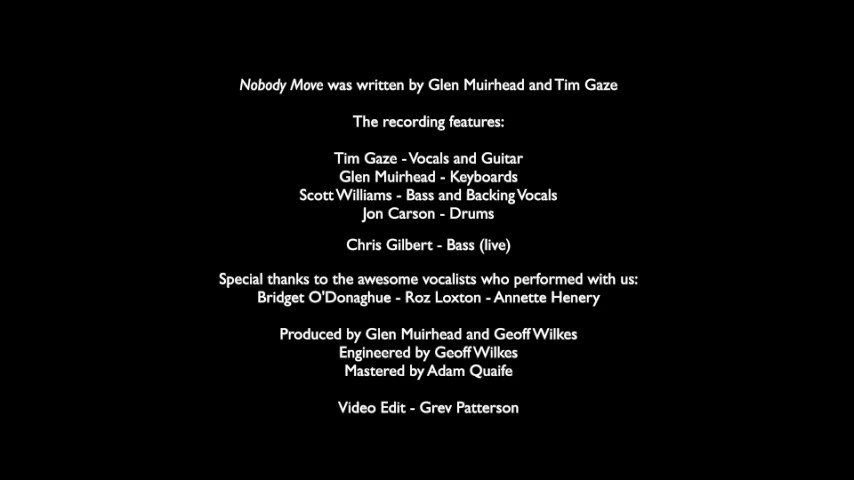 Nobody Move was written by Glen Muirhead and Tim Gaze
The recording features:
Tim Gaze - Vocals and Guitar
Glen Muirhead - Keyboards
Scott Williams - Bass and Backing Vocals
Jon Carson - Drums
Chris Gilbert - Bass (live)
Special thanks to the awesome vocalists who performed with us:
Bridget O'Donaghue - Roz Loxton - Annette Henery
Produced by Glen Muirhead and Geoff Wilkes
Engineered by Geoff Wilkes
Mastered by Adam Quaife
Video Edit - Grev Patterson